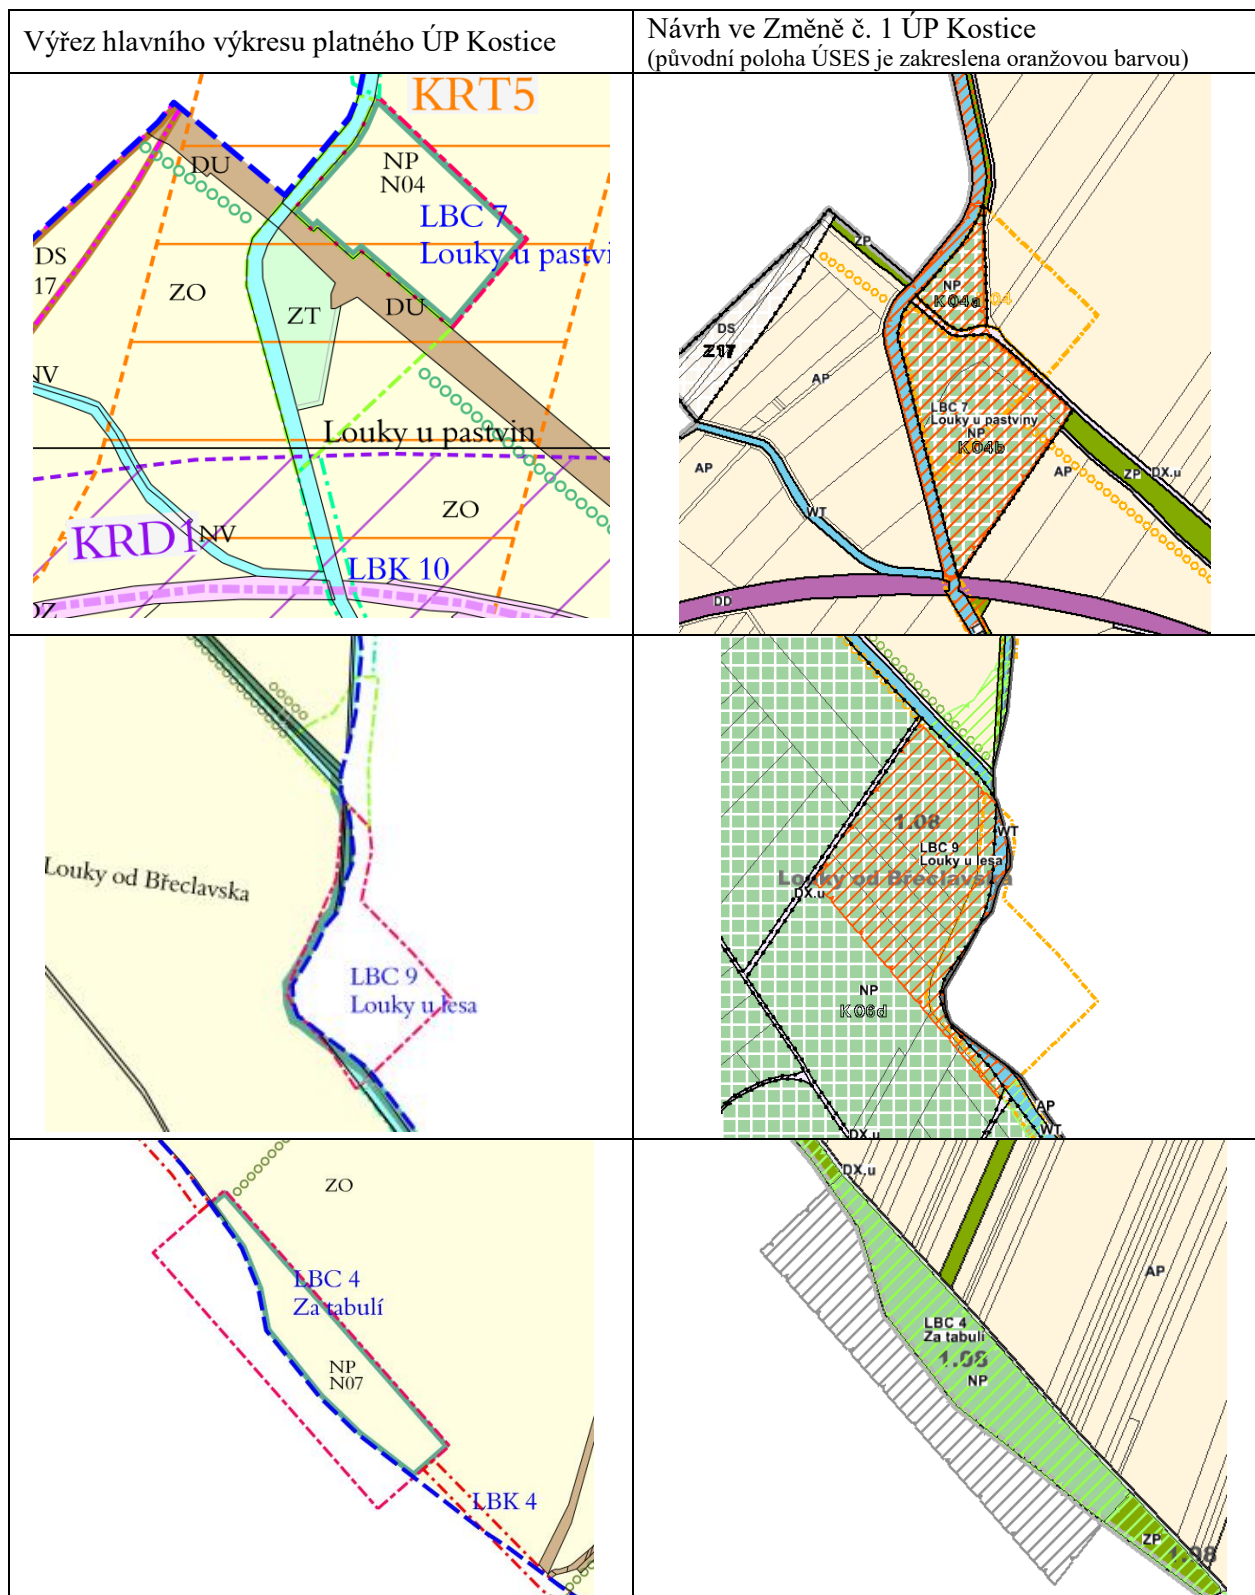 Výřez hlavního výkresu platného ÚP Kostice
Návrh ve Změně č. 1 ÚP Kostice
(původní poloha ÚSES je zakreslena oranžovou barvou)
KRT5
DU
NP
N04
LBC 7
Louky u pastvi
DS
17
ZO
ZT
DU
NV
Louky u pastvin
ZO
KRD1
NV
LBK 10
DZ
ZP
NP
K04a
04
DS
Z17
AP
LBC 7
Louky u pastviny
NP
K04b
AP
AP
ZP
DX.u
WT
DD
Louky od Břeclavska
LBC 9
Louky u lesa
1.08
WT
LBC 9
Louky u lesa
Louky od Břeclavska
DX.u
NP
K06d
AP
WT
DX.u
ZO
LBC 4
Za tabulí
NP
N07
LBK 4
DX.u
AP
LBC 4
Za tabulí
1.08
NP
ZP
1.08